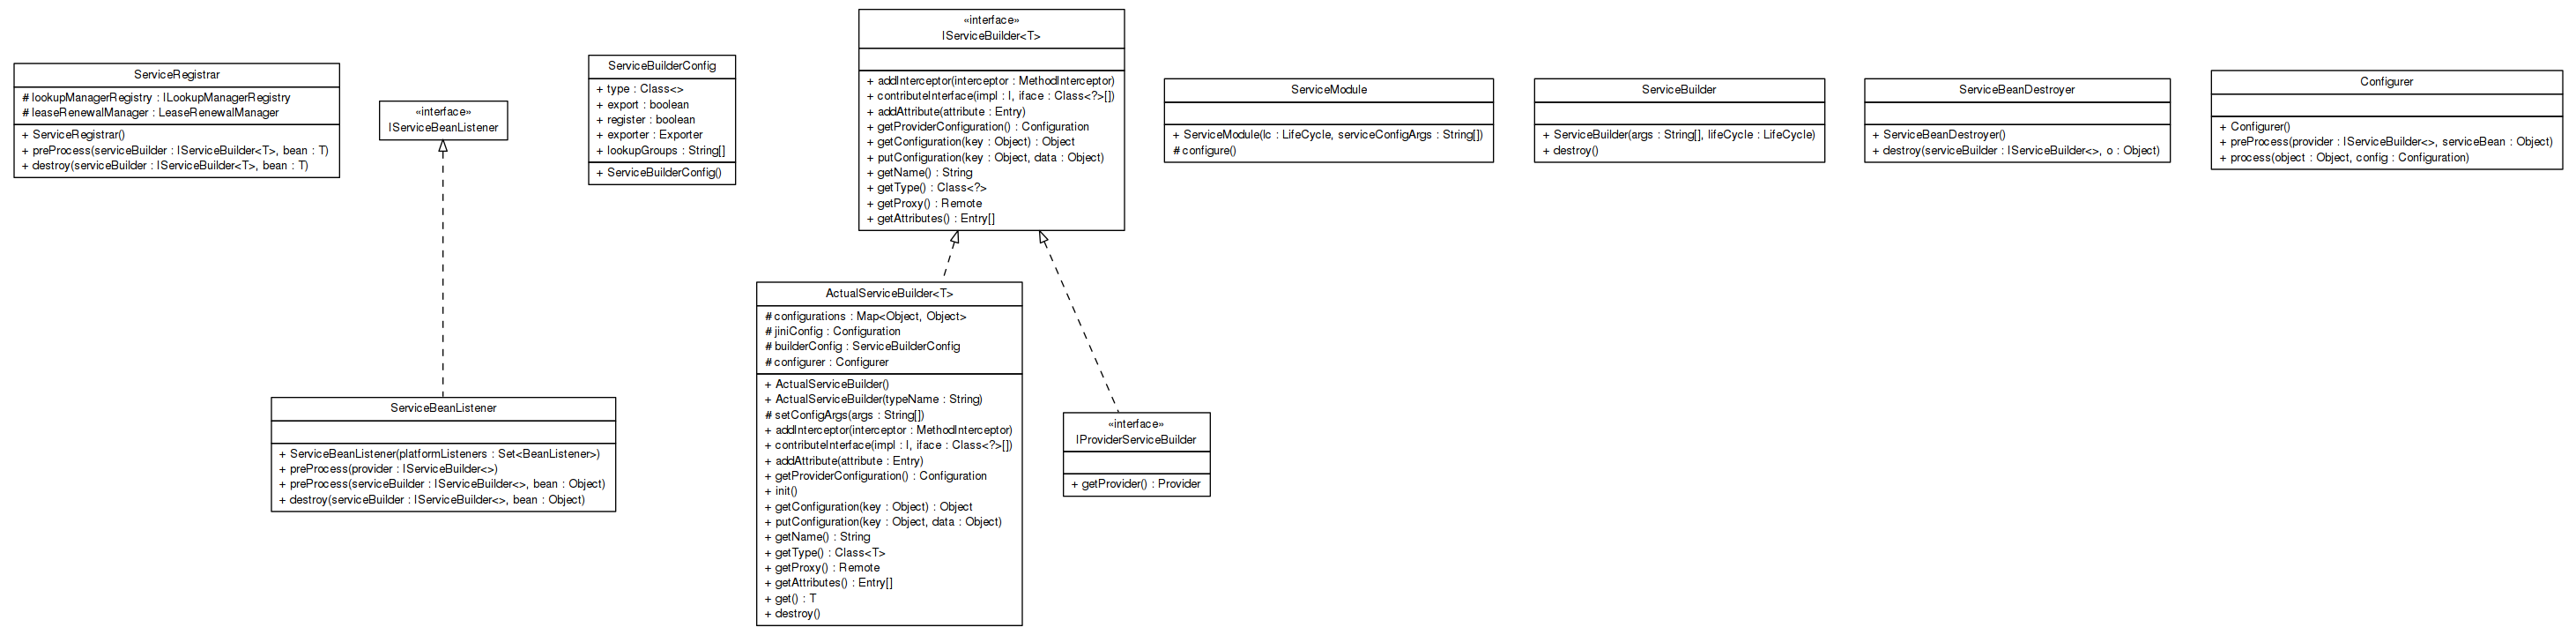 ServiceRegistrar
# lookupManagerRegistry : ILookupManagerRegistry
# leaseRenewalManager : LeaseRenewalManager
+ ServiceRegistrar()
+ preProcess(serviceBuilder : IServiceBuilder<T>, bean : T)
+ destroy(serviceBuilder : IServiceBuilder<T>, bean : T)
«interface»
IServiceBeanListener
ServiceBuilderConfig
+ type : Class<>
+ export : boolean
+ register : boolean
+ exporter : Exporter
+ lookupGroups : String[]
+ ServiceBuilderConfig()
«interface»
IServiceBuilder<T>
+ addInterceptor(interceptor : MethodInterceptor)
+ contributeInterface(impl : I, iface : Class<?>[])
+ addAttribute(attribute : Entry)
+ getProviderConfiguration() : Configuration
+ getConfiguration(key : Object) : Object
+ putConfiguration(key : Object, data : Object)
+ getName() : String
+ getType() : Class<?>
+ getProxy() : Remote
+ getAttributes() : Entry[]
ServiceModule
+ ServiceModule(lc : LifeCycle, serviceConfigArgs : String[])
# configure()
ServiceBuilder
+ ServiceBuilder(args : String[], lifeCycle : LifeCycle)
+ destroy()
ServiceBeanDestroyer
+ ServiceBeanDestroyer()
+ destroy(serviceBuilder : IServiceBuilder<>, o : Object)
Configurer
+ Configurer()
+ preProcess(provider : IServiceBuilder<>, serviceBean : Object)
+ process(object : Object, config : Configuration)
ServiceBeanListener
+ ServiceBeanListener(platformListeners : Set<BeanListener>)
+ preProcess(provider : IServiceBuilder<>)
+ preProcess(serviceBuilder : IServiceBuilder<>, bean : Object)
+ destroy(serviceBuilder : IServiceBuilder<>, bean : Object)
ActualServiceBuilder<T>
# configurations : Map<Object, Object>
# jiniConfig : Configuration
# builderConfig : ServiceBuilderConfig
# configurer : Configurer
+ ActualServiceBuilder()
+ ActualServiceBuilder(typeName : String)
# setConfigArgs(args : String[])
+ addInterceptor(interceptor : MethodInterceptor)
+ contributeInterface(impl : I, iface : Class<?>[])
+ addAttribute(attribute : Entry)
+ getProviderConfiguration() : Configuration
+ init()
+ getConfiguration(key : Object) : Object
+ putConfiguration(key : Object, data : Object)
+ getName() : String
+ getType() : Class<T>
+ getProxy() : Remote
+ getAttributes() : Entry[]
+ get() : T
+ destroy()
«interface»
IProviderServiceBuilder
+ getProvider() : Provider